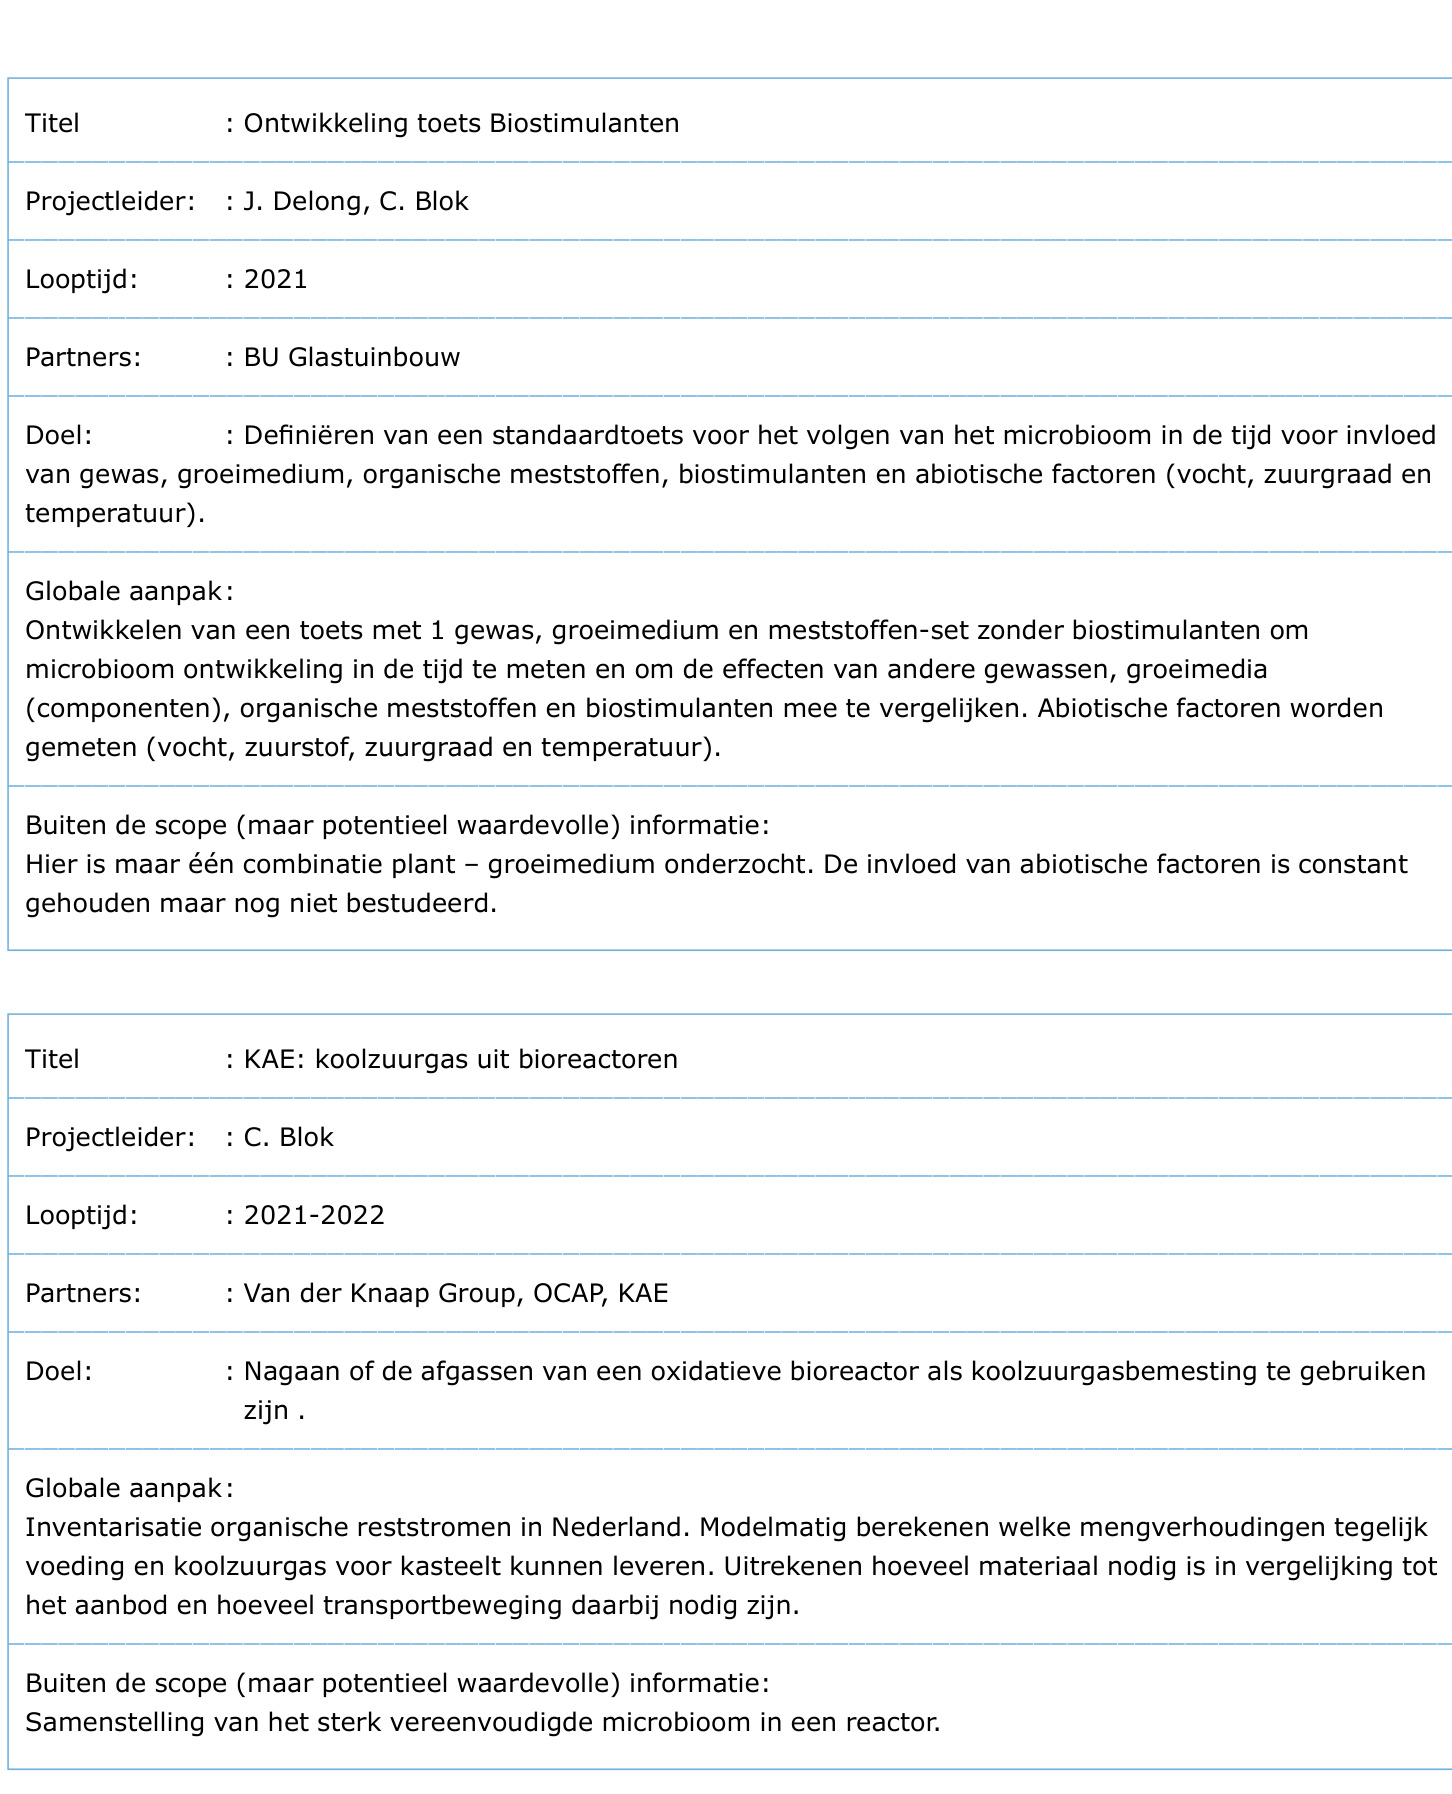 Titel : Ontwikkeling toets Biostimulanten
Projectleider: : J. Delong, C. Blok
Looptijd: : 2021
Partners: : BU Glastuinbouw
Doel: : Definiëren van een standaardtoets voor het volgen van het microbioom in de tijd voor invloed
van gewas, groeimedium, organische meststoffen, biostimulanten en abiotische factoren (vocht, zuurgraad en
temperatuur).
Globale aanpak:
Ontwikkelen van een toets met 1 gewas, groeimedium en meststoffen-set zonder biostimulanten om
microbioom ontwikkeling in de tijd te meten en om de effecten van andere gewassen, groeimedia
(componenten), organische meststoffen en biostimulanten mee te vergelijken. Abiotische factoren worden
gemeten (vocht, zuurstof, zuurgraad en temperatuur).
Buiten de scope (maar potentieel waardevolle) informatie:
Hier is maar één combinatie plant – groeimedium onderzocht. De invloed van abiotische factoren is constant
gehouden maar nog niet bestudeerd.
Titel : KAE: koolzuurgas uit bioreactoren
Projectleider: : C. Blok
Looptijd: : 2021-2022
Partners: : Van der Knaap Group, OCAP, KAE
Doel: : Nagaan of de afgassen van een oxidatieve bioreactor als koolzuurgasbemesting te gebruiken
zijn .
Globale aanpak:
Inventarisatie organische reststromen in Nederland. Modelmatig berekenen welke mengverhoudingen tegelijk
voeding en koolzuurgas voor kasteelt kunnen leveren. Uitrekenen hoeveel materiaal nodig is in vergelijking tot
het aanbod en hoeveel transportbeweging daarbij nodig zijn.
Buiten de scope (maar potentieel waardevolle) informatie:
Samenstelling van het sterk vereenvoudigde microbioom in een reactor.